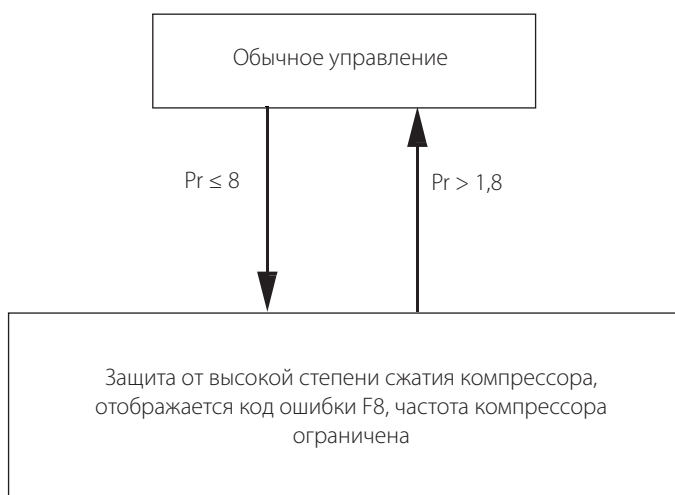 Обычное управление
Pr ≤ 8
Pr > 1,8
Защита от высокой степени сжатия компрессора,
отображается код ошибки F8, частота компрессора
ограничена